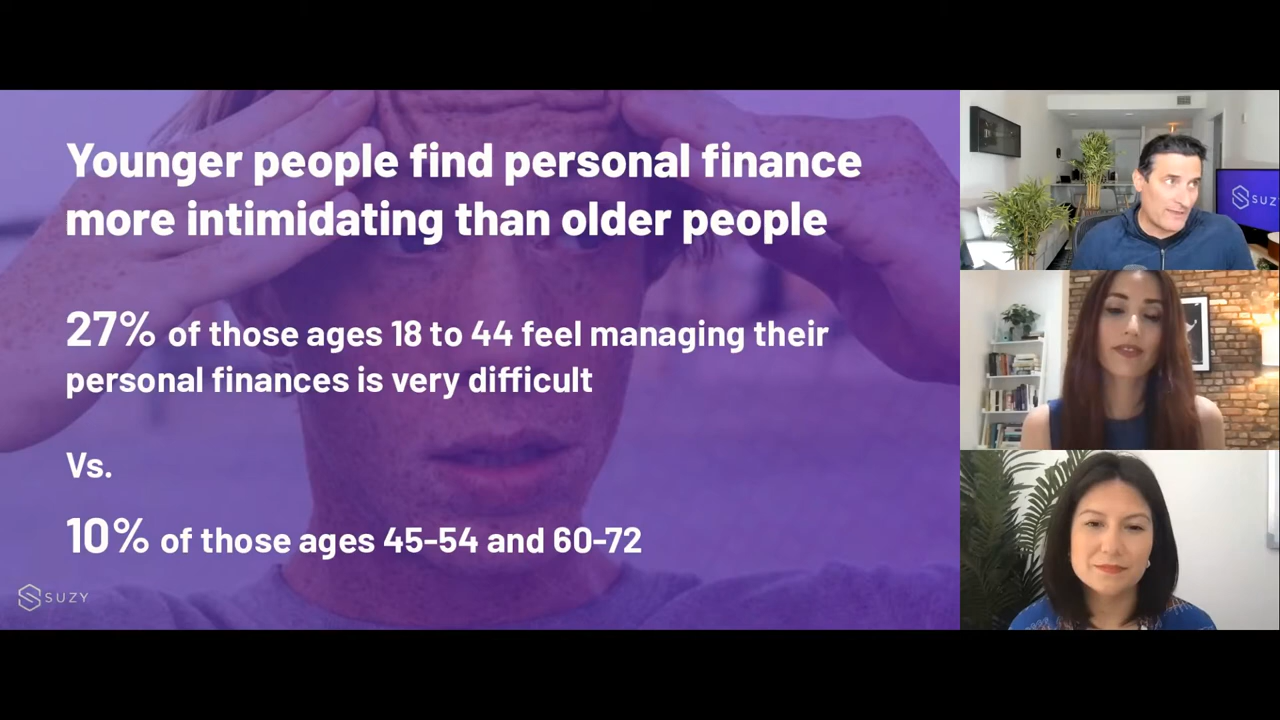 Younger people find personal finance
more intimidating than older people
27% of those ages 18 to 44 feel managing their
personal finances is very difficult
Vs.
10% of those ages 45-54 and 60-72
SUZY
SUZ